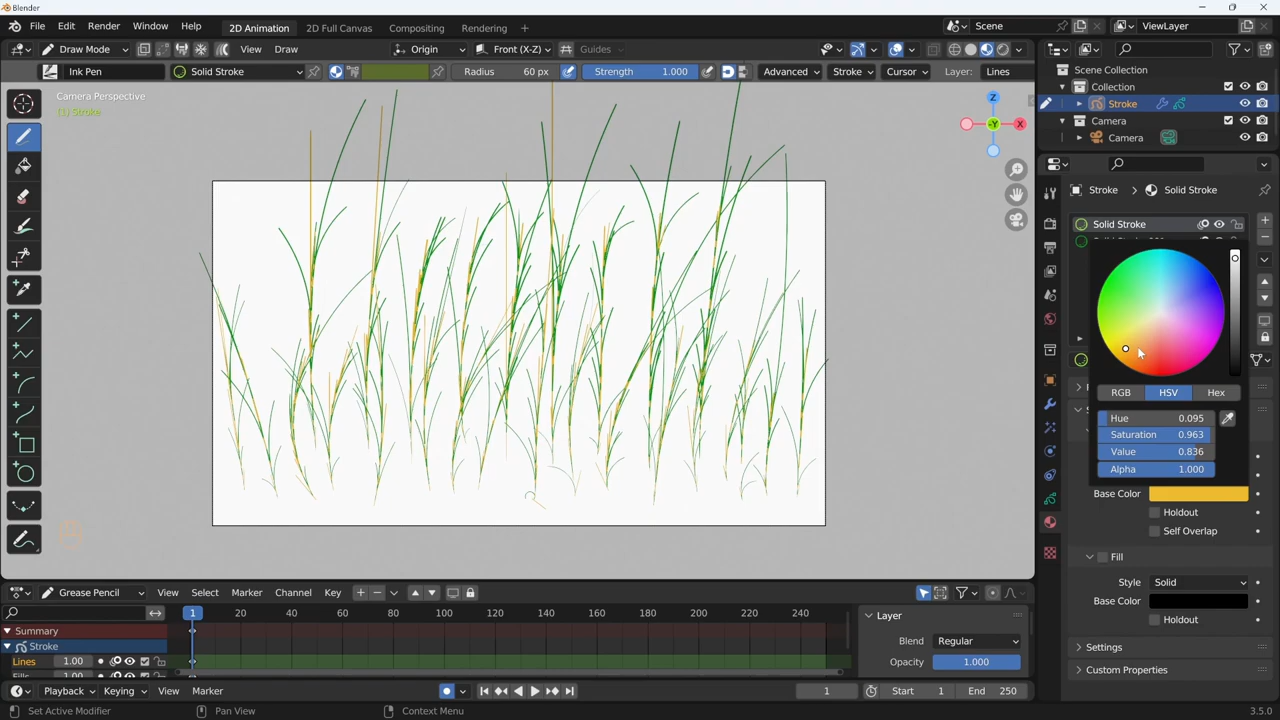 Blender
File Edit Render Window Help 2D Animation 2D Full Canvas Compositing Rendering Scene ViewLayer
Draw Mode View Draw Origin Front (X-Z) Guides
Ink Pen Solid Stroke Radius 60 px Strength 1.000 Advanced Stroke Cursor Layer: Lines
Camera Perspective
(1) Stroke
Z
-Y
X
Scene Collection
Collection
Stroke
Camera
Camera
Stroke Solid Stroke
Solid Stroke
RGB HSV Hex
Hue 0.095
Saturation 0.963
Value 0.836
Alpha 1.000
Base Color
Holdout
Self Overlap
Fill
Style Solid
Base Color
Holdout
Settings
Custom Properties
Grease Pencil View Select Marker Channel Key
1 20 40 60 80 100 120 140 160 180 200 220 240
Summary
Stroke
Lines 1.00
Layer
Blend Regular
Opacity 1.000
Playback Keying View Marker 1 Start 1 End 250
Set Active Modifier Pan View Context Menu 3.5.0